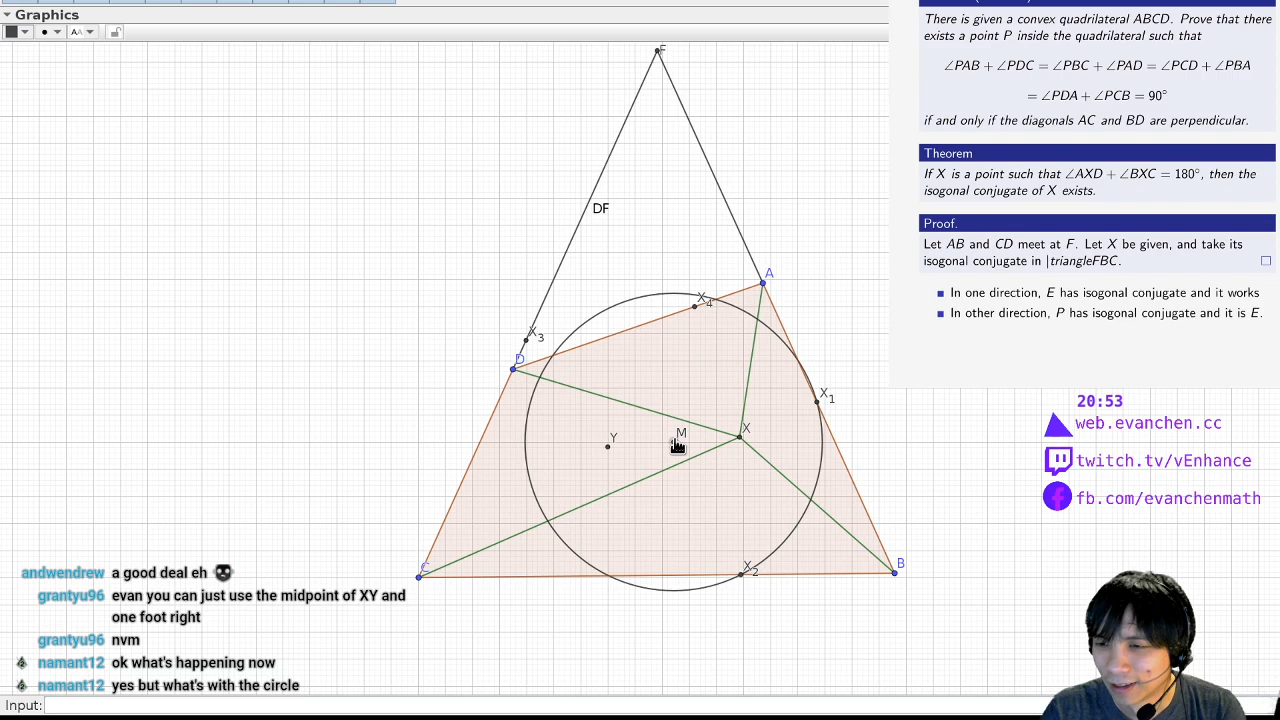 Graphics
There is given a convex quadrilateral ABCD. Prove that there
exists a point P inside the quadrilateral such that
∠PAB + ∠PDC = ∠PBC + ∠PAD = ∠PCD + ∠PBA
= ∠PDA + ∠PCB = 90°
if and only if the diagonals AC and BD are perpendicular.
Theorem
If X is a point such that ∠AXD + ∠BXC = 180°, then the
isogonal conjugate of X exists.
Proof.
Let AB and CD meet at F. Let X be given, and take its
isogonal conjugate in |triangleFBC.
In one direction, E has isogonal conjugate and it works
In other direction, P has isogonal conjugate and it is E.
F
DF
A
X4
X3
D
X1
Y
M
X
C
X2
B
20:53
web.evanchen.cc
twitch.tv/vEnhance
fb.com/evanchenmath
andwendrew a good deal eh
grantyu96 evan you can just use the midpoint of XY and
one foot right
grantyu96 nvm
namant12 ok what's happening now
namant12 yes but what's with the circle
Input: